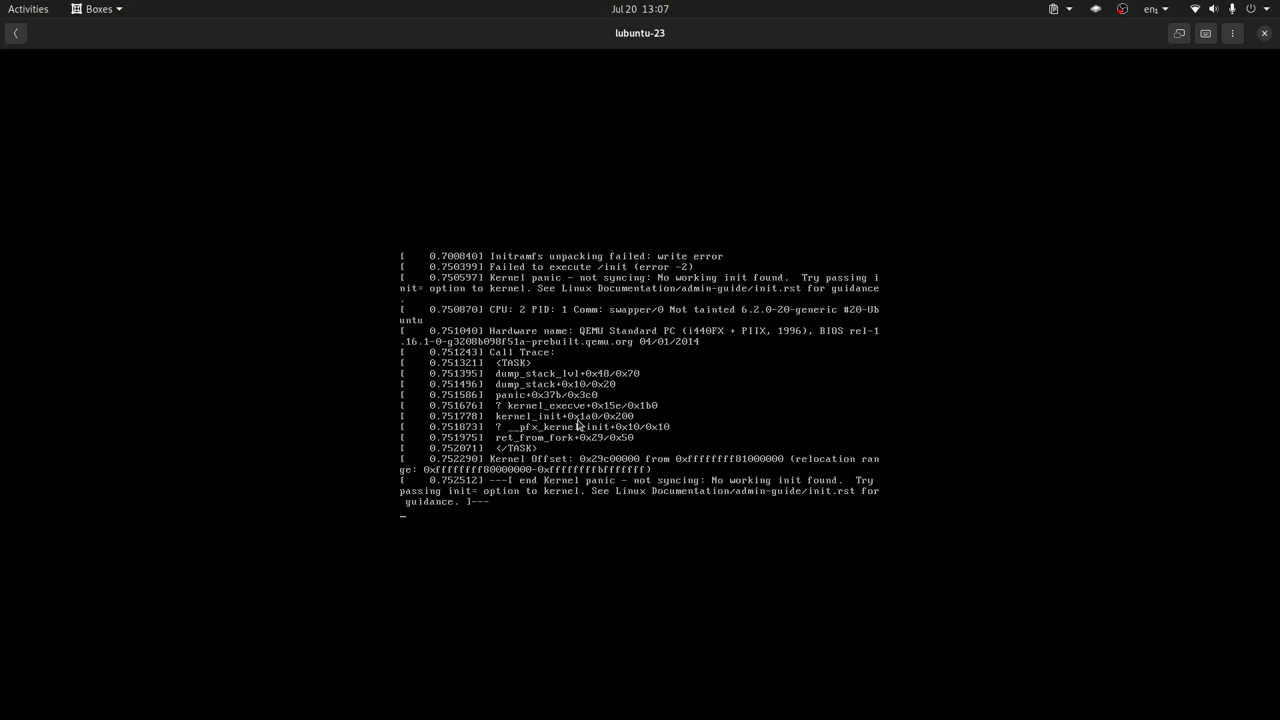 Activities Boxes Jul 20 13:07 en₁
lubuntu-23
[    0.700840] Initramfs unpacking failed: write error
[    0.750399] Failed to execute /init (error -2)
[    0.750597] Kernel panic - not syncing: No working init found.  Try passing i
nit= option to kernel. See Linux Documentation/admin-guide/init.rst for guidance
.
[    0.750870] CPU: 2 PID: 1 Comm: swapper/0 Not tainted 6.2.0-20-generic #20-Ub
untu
[    0.751040] Hardware name: QEMU Standard PC (i440FX + PIIX, 1996), BIOS rel-1
.16.1-0-g3208b098f51a-prebuilt.qemu.org 04/01/2014
[    0.751243] Call Trace:
[    0.751321]  <TASK>
[    0.751395]  dump_stack_lvl+0x48/0x70
[    0.751496]  dump_stack+0x10/0x20
[    0.751586]  panic+0x37b/0x3c0
[    0.751676]  ? kernel_execve+0x15e/0x1b0
[    0.751778]  kernel_init+0x1a0/0x200
[    0.751873]  ? __pfx_kernel_init+0x10/0x10
[    0.751975]  ret_from_fork+0x29/0x50
[    0.752071]  </TASK>
[    0.752290] Kernel Offset: 0x29c00000 from 0xffffffff81000000 (relocation ran
ge: 0xffffffff80000000-0xffffffffbfffffff)
[    0.752512] ---[ end Kernel panic - not syncing: No working init found.  Try
passing init= option to kernel. See Linux Documentation/admin-guide/init.rst for
 guidance. ]---
_